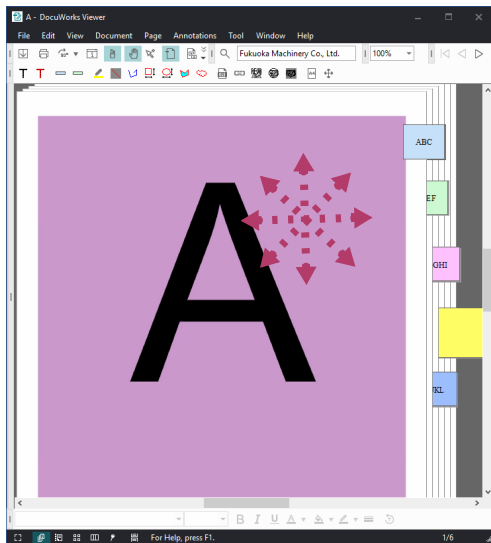 A - DocuWorks Viewer
File Edit View Document Page Annotations Tool Window Help
Fukuoka Machinery Co., Ltd. 100%
T T
A
ABC
EF
GHI
JKL
B I U A
For Help, press F1. 1/6